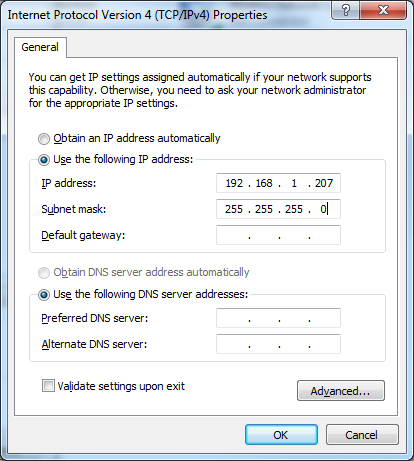 Internet Protocol Version 4 (TCP/IPv4) Properties
General
You can get IP settings assigned automatically if your network supports
this capability. Otherwise, you need to ask your network administrator
for the appropriate IP settings.
Obtain an IP address automatically
Use the following IP address:
IP address: 192 . 168 . 1 . 207
Subnet mask: 255 . 255 . 255 . 0
Default gateway: . . .
Obtain DNS server address automatically
Use the following DNS server addresses:
Preferred DNS server: . . .
Alternate DNS server: . . .
Validate settings upon exit
Advanced...
OK Cancel